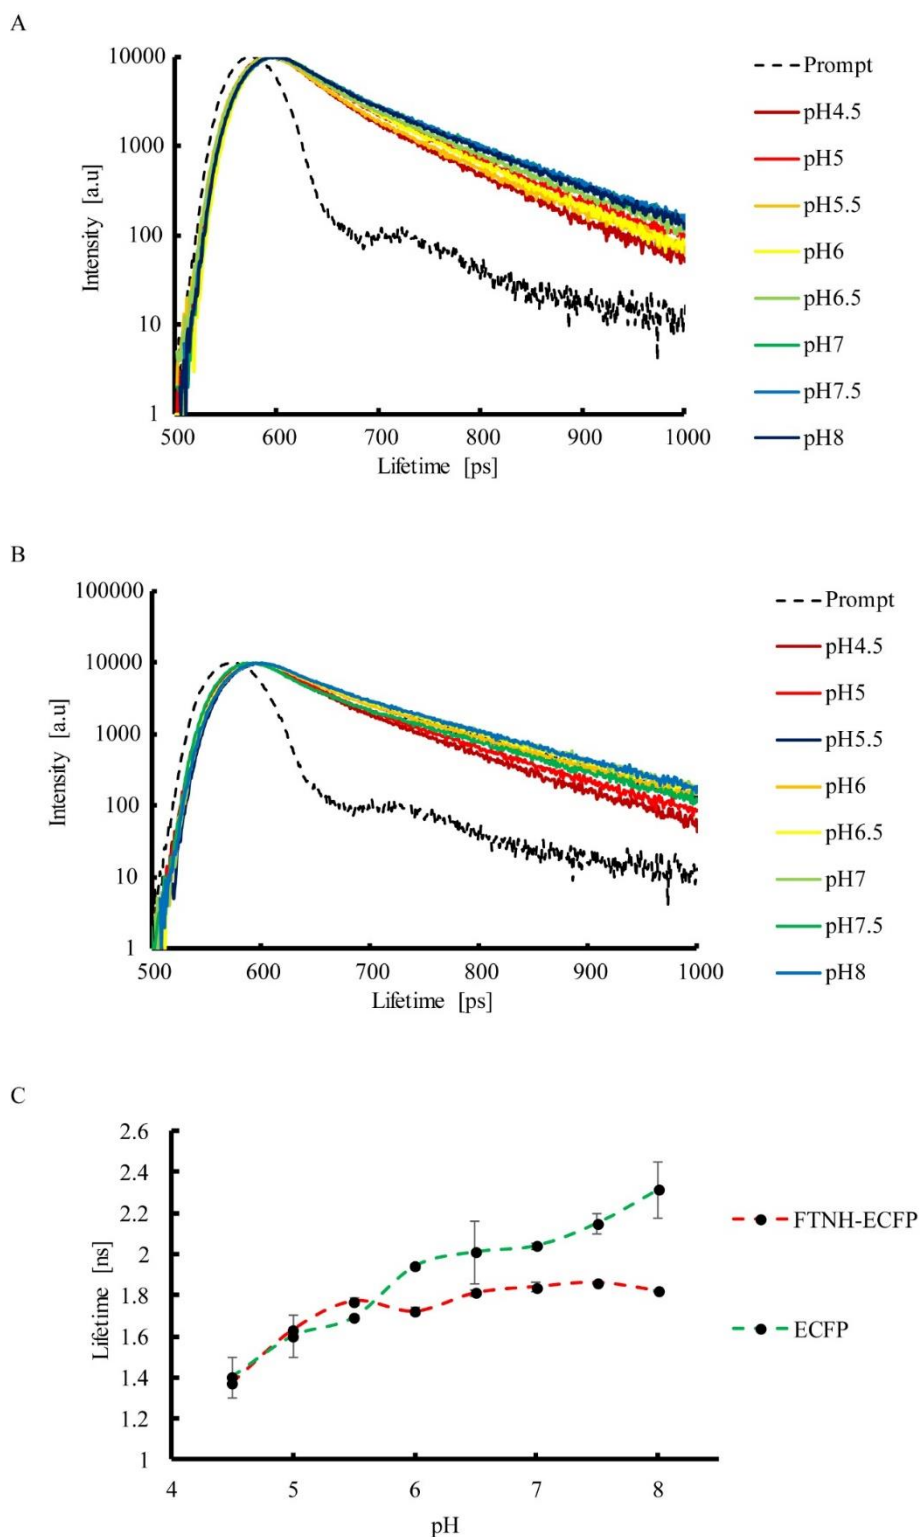 A
10000
1000
100
10
1
500
600
700
800
900
1000
Intensity [a.u]
Lifetime [ps]
Prompt
pH4.5
pH5
pH5.5
pH6
pH6.5
pH7
pH7.5
pH8
B
100000
10000
1000
100
10
1
500
600
700
800
900
1000
Intensity [a.u]
Lifetime [ps]
Prompt
pH4.5
pH5
pH5.5
pH6
pH6.5
pH7
pH7.5
pH8
C
2.6
2.4
2.2
2
1.8
1.6
1.4
1.2
1
4
5
6
7
8
Lifetime [ns]
pH
FTNH-ECFP
ECFP